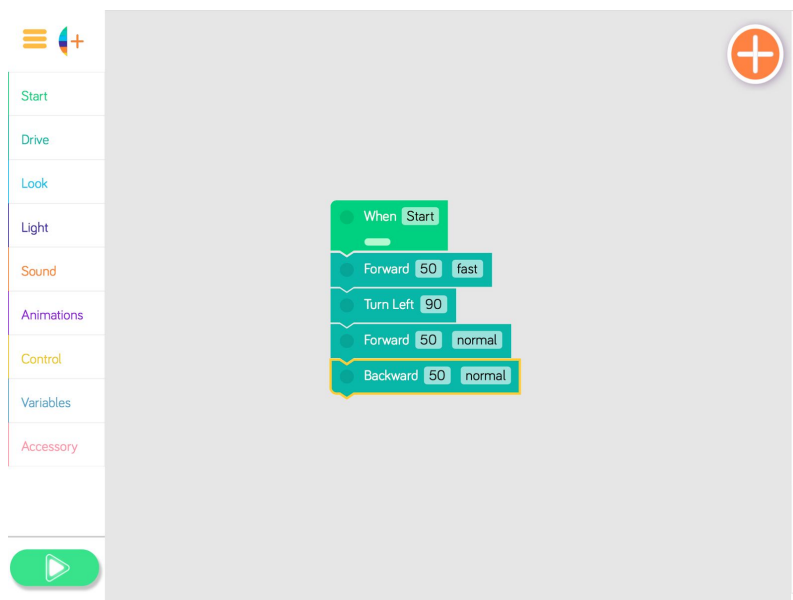 Start
Drive
Look
Light
Sound
Animations
Control
Variables
Accessory
When Start
Forward 50 fast
Turn Left 90
Forward 50 normal
Backward 50 normal